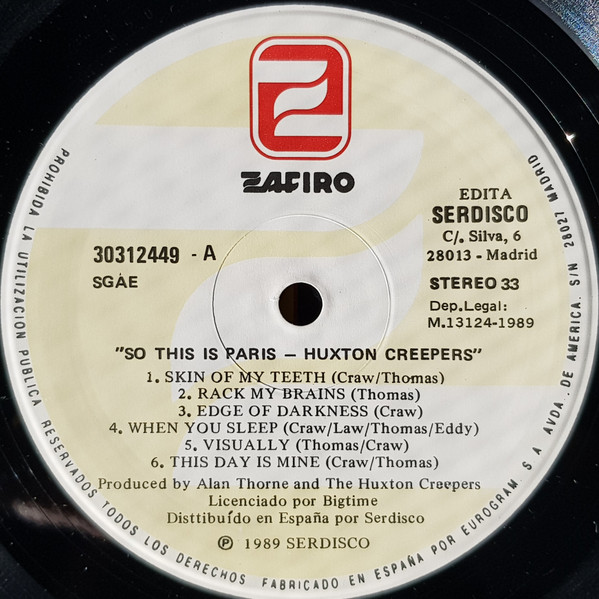 ZAFIRO
EDITA
SERDISCO
C/. Silva, 6
28013 - Madrid
30312449 - A
SGAE
STEREO 33
Dep.Legal:
M.13124-1989
"SO THIS IS PARIS — HUXTON CREEPERS"
1. SKIN OF MY TEETH (Craw/Thomas)
2. RACK MY BRAINS (Thomas)
3. EDGE OF DARKNESS (Craw)
4. WHEN YOU SLEEP (Craw/Law/Thomas/Eddy)
5. VISUALLY (Thomas/Craw)
6. THIS DAY IS MINE (Craw/Thomas)
Produced by Alan Thorne and The Huxton Creepers
Licenciado por Bigtime
Disttibuído en España por Serdisco
℗ 1989 SERDISCO
PROHIBIDA LA UTILIZACION PUBLICA RESERVADOS TODOS LOS DERECHOS FABRICADO EN ESPAÑA POR EUROGRAM. S A AVDA. DE AMERICA. S/N 28027 MADRID